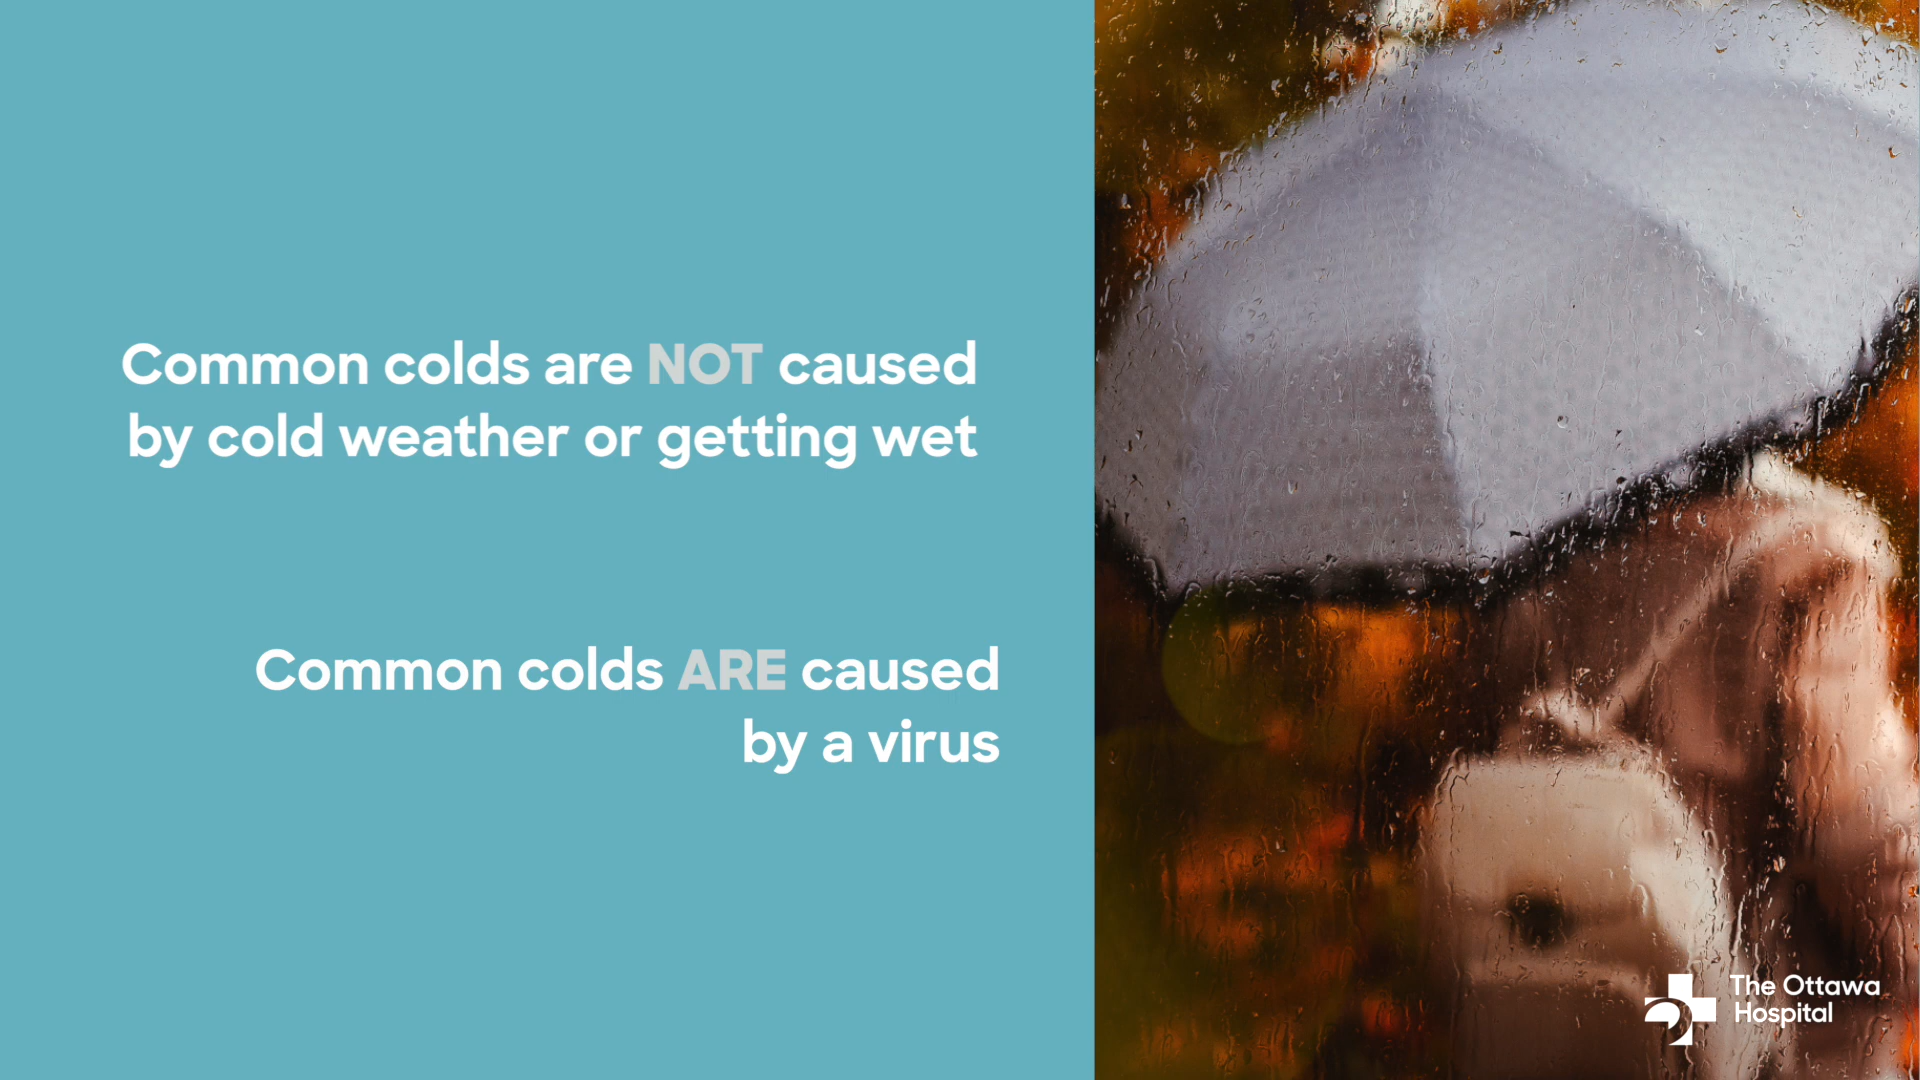 Common colds are NOT caused
by cold weather or getting wet
Common colds ARE caused
by a virus
The Ottawa
Hospital